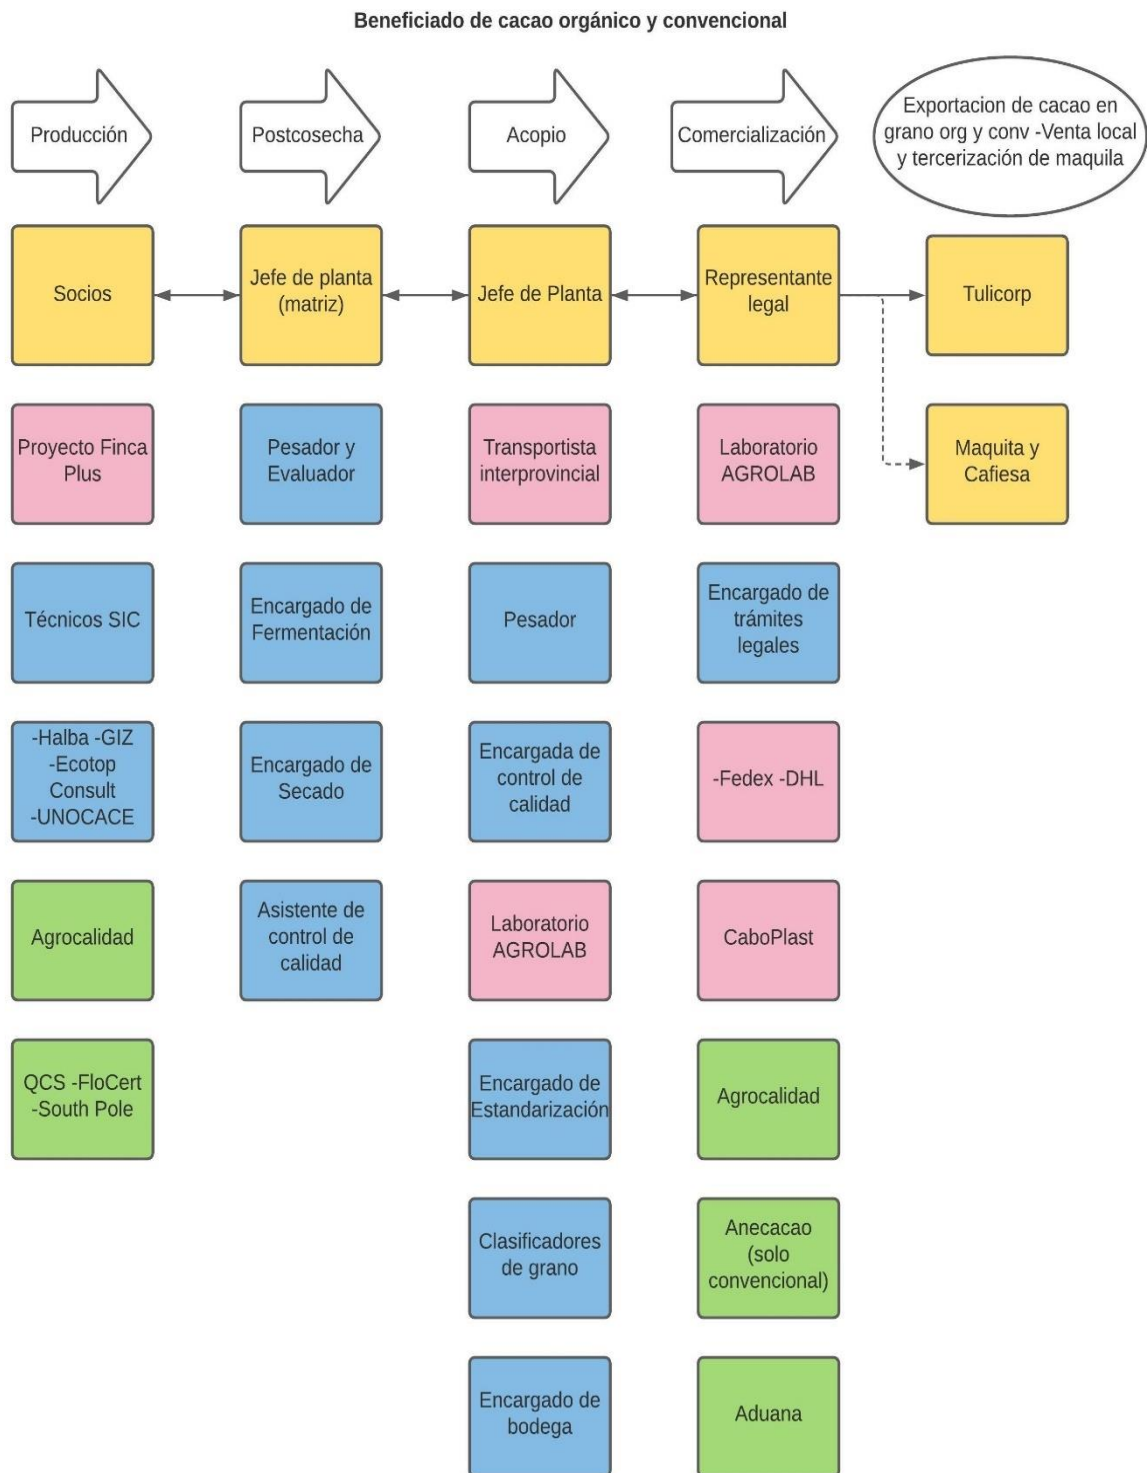 Beneficiado de cacao orgánico y convencional
Producción
Postcosecha
Acopio
Comercialización
Exportacion de cacao en
grano org y conv -Venta local
y tercerización de maquila
Socios
Jefe de planta
(matriz)
Jefe de Planta
Representante
legal
Tulicorp
Proyecto Finca
Plus
Pesador y
Evaluador
Transportista
interprovincial
Laboratorio
AGROLAB
Maquita y
Cafiesa
Técnicos SIC
Encargado de
Fermentación
Pesador
Encargado de
trámites
legales
-Halba -GIZ
-Ecotop
Consult
-UNOCACE
Encargado de
Secado
Encargada de
control de
calidad
-Fedex -DHL
Agrocalidad
Asistente de
control de
calidad
Laboratorio
AGROLAB
CaboPlast
QCS -FloCert
-South Pole
Encargado de
Estandarización
Agrocalidad
Clasificadores
de grano
Anecacao
(solo
convencional)
Encargado de
bodega
Aduana